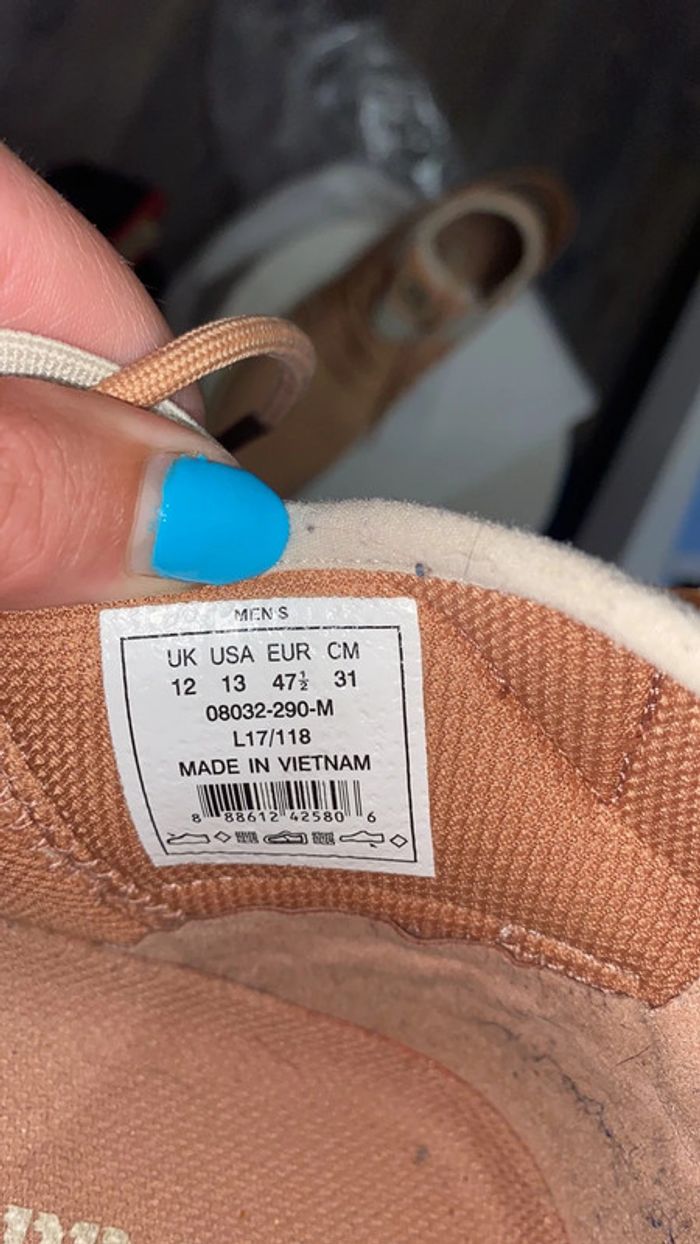 MEN'S
UK USA EUR CM
12 13 47½ 31
08032-290-M
L17/118
MADE IN VIETNAM
8 88612 42580 6